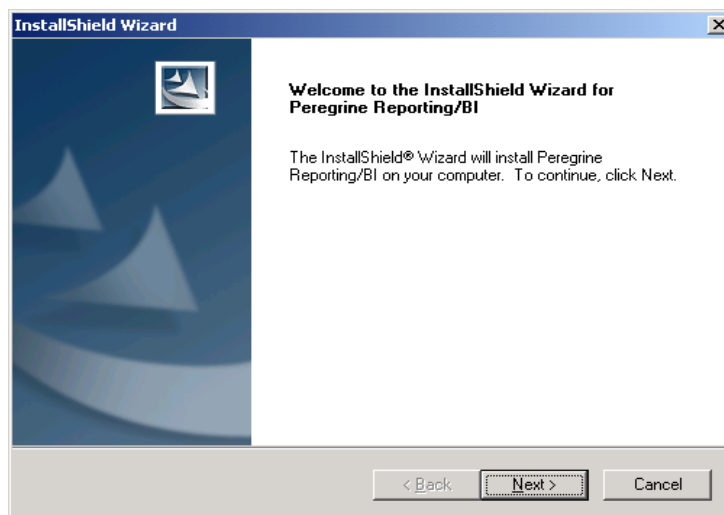 InstallShield Wizard
Welcome to the InstallShield Wizard for
Peregrine Reporting/BI
The InstallShield® Wizard will install Peregrine
Reporting/BI on your computer. To continue, click Next.
< Back
Next >
Cancel